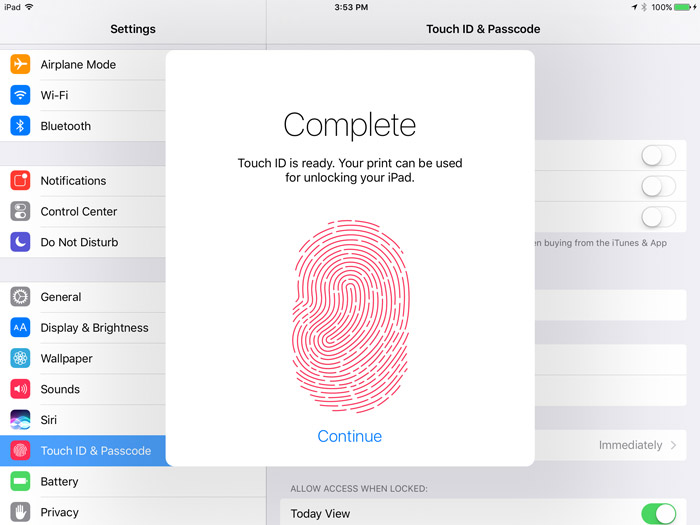 iPad 3:53 PM 100%
Settings
Touch ID & Passcode
Airplane Mode
Wi-Fi
Bluetooth
Notifications
Control Center
Do Not Disturb
General
Display & Brightness
AA
Wallpaper
Sounds
Siri
Touch ID & Passcode
Battery
Privacy
Complete
Touch ID is ready. Your print can be used
for unlocking your iPad.
Continue
en buying from the iTunes & App
Immediately
ALLOW ACCESS WHEN LOCKED:
Today View